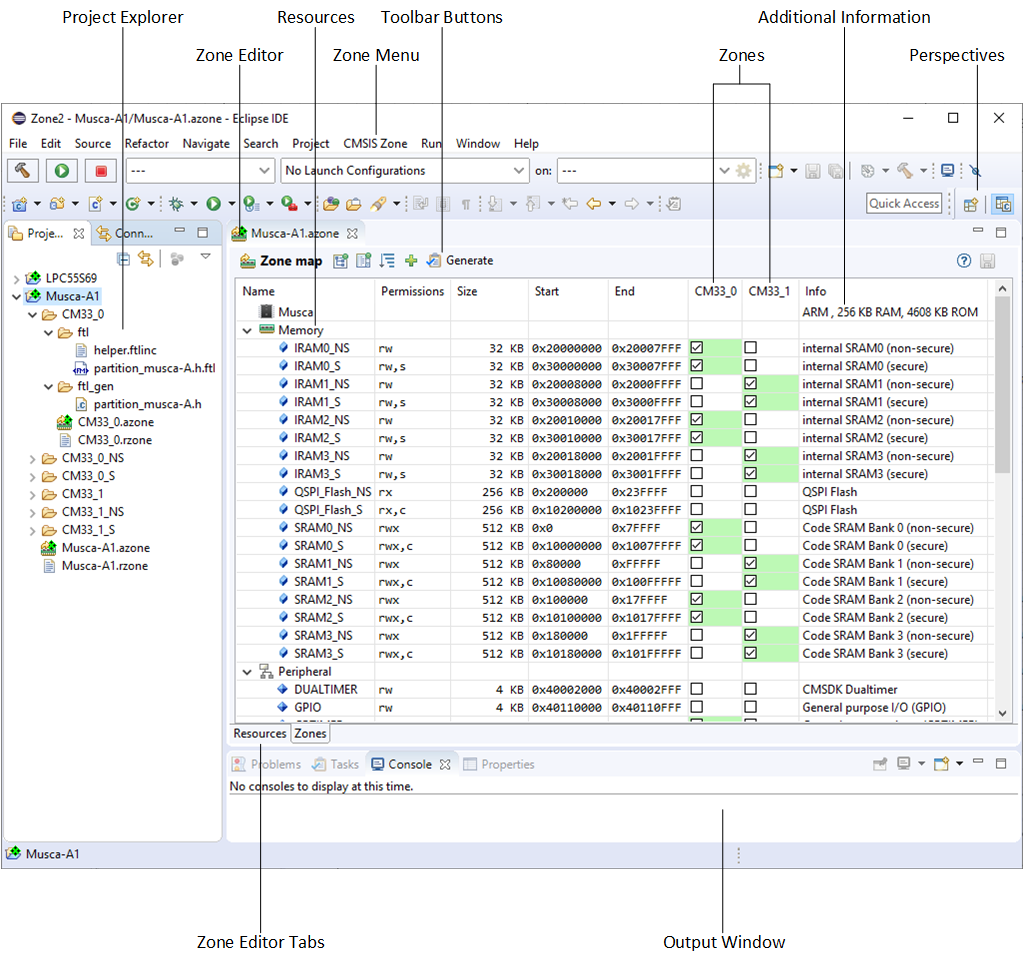 Project Explorer Resources Toolbar Buttons Additional Information
Zone Editor Zone Menu Zones Perspectives
Zone2 - Musca-A1/Musca-A1.azone - Eclipse IDE
File Edit Source Refactor Navigate Search Project CMSIS Zone Run Window Help
--- No Launch Configurations on: ---
Quick Access
Proje... Conn... Musca-A1.azone
Zone map Generate
LPC55S69
Musca-A1
CM33_0
ftl
helper.ftlinc
partition_musca-A.h.ftl
ftl_gen
partition_musca-A.h
CM33_0.azone
CM33_0.rzone
CM33_0_NS
CM33_0_S
CM33_1
CM33_1_NS
CM33_1_S
Musca-A1.azone
Musca-A1.rzone
Name Permissions Size Start End CM33_0 CM33_1 Info
Musca ARM , 256 KB RAM, 4608 KB ROM
Memory
IRAM0_NS rw 32 KB 0x20000000 0x20007FFF internal SRAM0 (non-secure)
IRAM0_S rw,s 32 KB 0x30000000 0x30007FFF internal SRAM0 (secure)
IRAM1_NS rw 32 KB 0x20008000 0x2000FFFF internal SRAM1 (non-secure)
IRAM1_S rw,s 32 KB 0x30008000 0x3000FFFF internal SRAM1 (secure)
IRAM2_NS rw 32 KB 0x20010000 0x20017FFF internal SRAM2 (non-secure)
IRAM2_S rw,s 32 KB 0x30010000 0x30017FFF internal SRAM2 (secure)
IRAM3_NS rw 32 KB 0x20018000 0x2001FFFF internal SRAM3 (non-secure)
IRAM3_S rw,s 32 KB 0x30018000 0x3001FFFF internal SRAM3 (secure)
QSPI_Flash_NS rx 256 KB 0x200000 0x23FFFF QSPI Flash
QSPI_Flash_S rx,c 256 KB 0x10200000 0x1023FFFF QSPI Flash
SRAM0_NS rwx 512 KB 0x0 0x7FFFF Code SRAM Bank 0 (non-secure)
SRAM0_S rwx,c 512 KB 0x10000000 0x1007FFFF Code SRAM Bank 0 (secure)
SRAM1_NS rwx 512 KB 0x80000 0xFFFFF Code SRAM Bank 1 (non-secure)
SRAM1_S rwx,c 512 KB 0x10080000 0x100FFFFF Code SRAM Bank 1 (secure)
SRAM2_NS rwx 512 KB 0x100000 0x17FFFF Code SRAM Bank 2 (non-secure)
SRAM2_S rwx,c 512 KB 0x10100000 0x1017FFFF Code SRAM Bank 2 (secure)
SRAM3_NS rwx 512 KB 0x180000 0x1FFFFF Code SRAM Bank 3 (non-secure)
SRAM3_S rwx,c 512 KB 0x10180000 0x101FFFFF Code SRAM Bank 3 (secure)
Peripheral
DUALTIMER rw 4 KB 0x40002000 0x40002FFF CMSDK Dualtimer
GPIO rw 4 KB 0x40110000 0x40110FFF General purpose I/O (GPIO)
Resources Zones
Problems Tasks Console Properties
No consoles to display at this time.
Musca-A1
Zone Editor Tabs Output Window